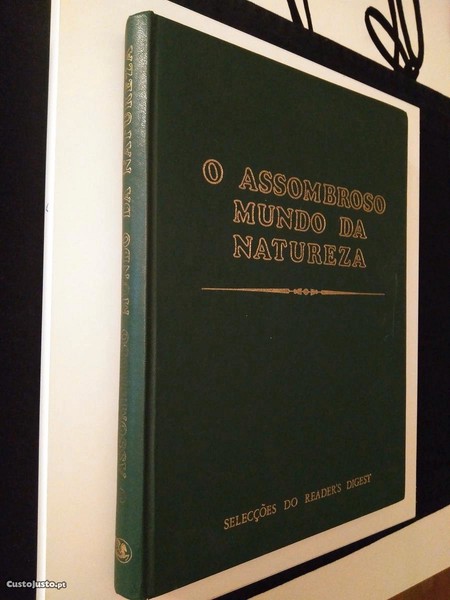 O ASSOMBROSO
MUNDO DA
NATUREZA
SELECÇÕES DO READER'S DIGEST
CustoJusto.pt